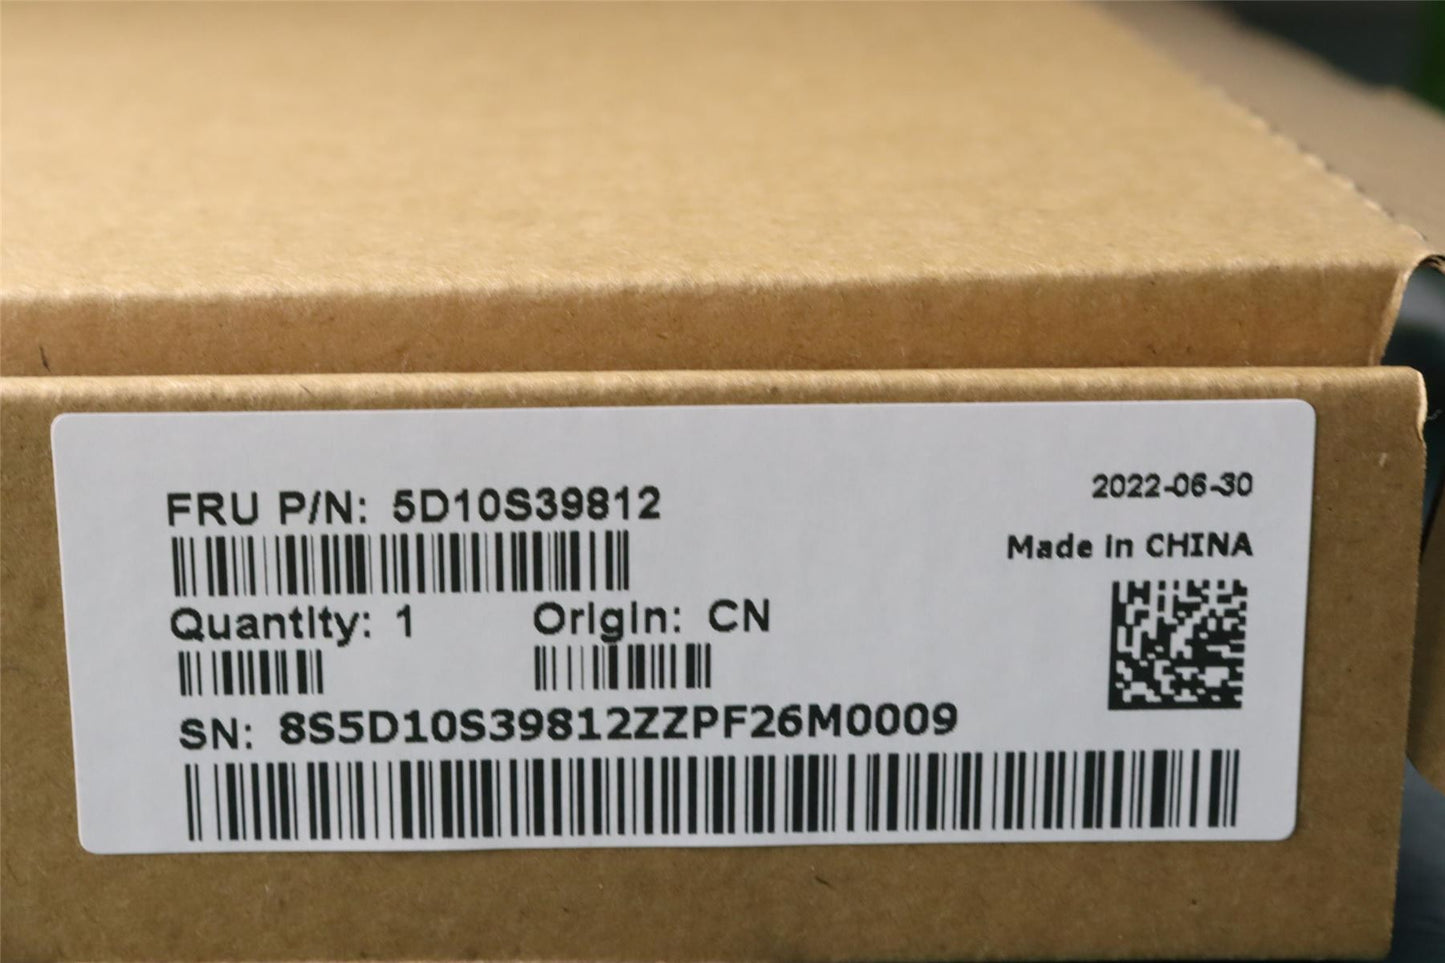 2022-06-30
FRU P/N: 5D10S39812
Made in CHINA
Quantity: 1 Origin: CN
SN: 8S5D10S39812ZZPF26M0009